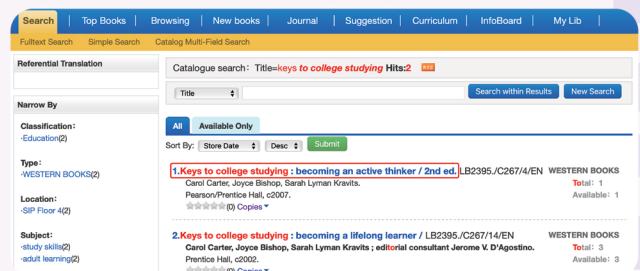 Search | Top Books | Browsing | New books | Journal | Suggestion | Curriculum | InfoBoard | My Lib |
Fulltext Search Simple Search Catalog Multi-Field Search
Referential Translation
Narrow By
Classification:
·Education(2)
Type:
·WESTERN BOOKS(2)
Location:
·SIP Floor 4(2)
Subject:
·study skills(2)
·adult learning(2)
Catalogue search: Title=keys to college studying Hits:2 RSS
Title
Search within Results New Search
All Available Only
Sort By: Store Date Desc Submit
1.Keys to college studying : becoming an active thinker / 2nd ed. LB2395./C267/4/EN WESTERN BOOKS
Carol Carter, Joyce Bishop, Sarah Lyman Kravits. Total: 1
Pearson/Prentice Hall, c2007. Available: 1
(0) Copies
2.Keys to college studying : becoming a lifelong learner / LB2395./C267/14/EN WESTERN BOOKS
Carol Carter, Joyce Bishop, Sarah Lyman Kravits ; editorial consultant Jerome V. D'Agostino. Total: 3
Prentice Hall, c2002. Available: 3
(0) Copies